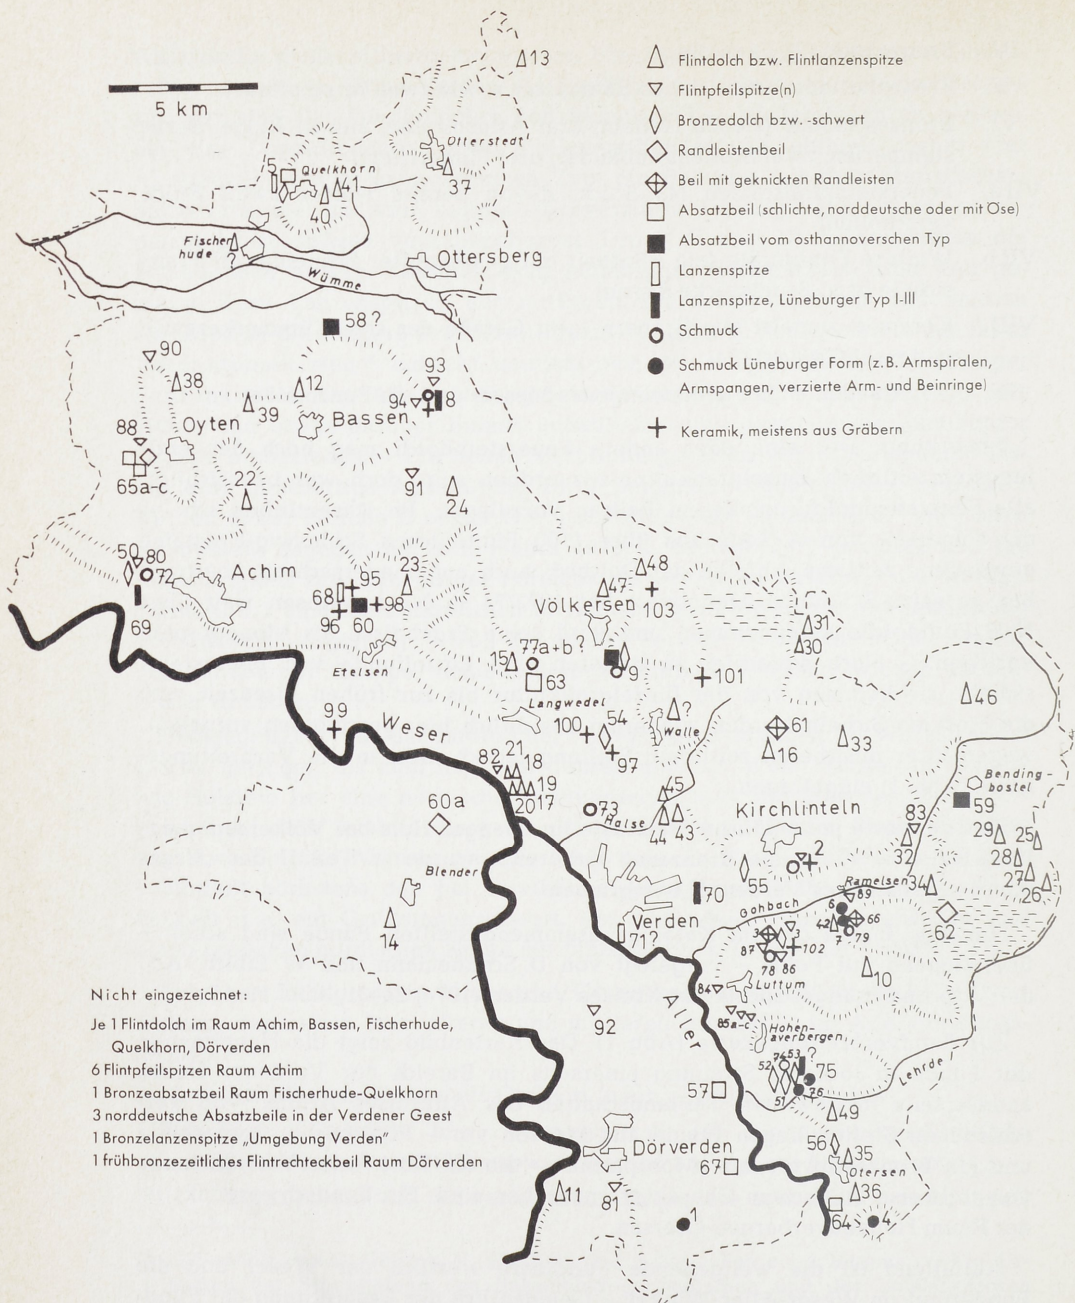 13
Flintdolch bzw. Flintlanzenspitze
Flintpfeilspitze(n)
Bronzedolch bzw. -schwert
Randleistenbeil
Beil mit geknickten Randleisten
Absatzbeil (schlichte, norddeutsche oder mit Öse)
Absatzbeil vom osthannoverschen Typ
Lanzenspitze
Lanzenspitze, Lüneburger Typ I-III
Schmuck
Schmuck Lüneburger Form (z.B. Armspiralen,
Armspangen, verzierte Arm- und Beinringe)
Keramik, meistens aus Gräbern
5 km
Otterstedt
5 Quelkhorn
41
37
40
Fischer
hude
?
Ottersberg
Wümme
58?
90
38
12
93
39
94
8
Oyten
Bassen
88
65a-c
22
91
24
50 80
72
Achim
95
23
68
98
69
96 60
Etelsen
48
47
103
Völkersen
31
30
77a+b?
15
63
9
101
Langwedel
46
99
Weser
100 54
?
Walle
61
16
33
97
82 21
18
19
20 17
Bending-
bostel
60a
73
Halse
45
44 43
Kirchlinteln
83
59
29 25
32
28
27
26
2
55
Blender
14
70
Verden
71?
Gohbach
Ramelsen
34
89
6
66
42
7 79
62
3 3
87
102
78 86
10
84
Luttum
85a-c
92
Aller
Hohen-
averbergen
74 53 ?
52
75
76
51
Lehrde
57
49
56
35
Otersen
36
Dörverden
67
11
81
1
64
4
Nicht eingezeichnet:
Je 1 Flintdolch im Raum Achim, Bassen, Fischerhude,
Quelkhorn, Dörverden
6 Flintpfeilspitzen Raum Achim
1 Bronzeabsatzbeil Raum Fischerhude-Quelkhorn
3 norddeutsche Absatzbeile in der Verdener Geest
1 Bronzelanzenspitze „Umgebung Verden"
1 frühbronzezeitliches Flintrechteckbeil Raum Dörverden